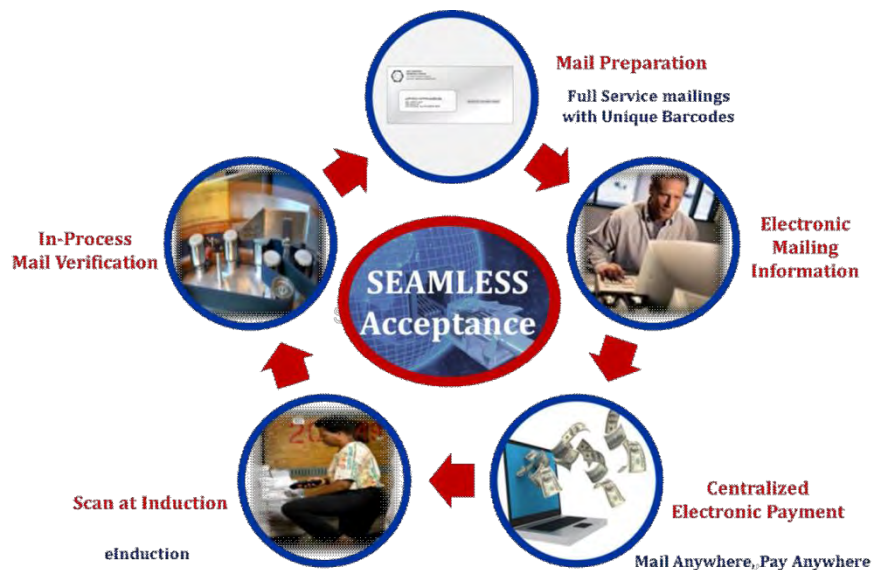 Mail Preparation
Full Service mailings
with Unique Barcodes
Electronic
Mailing
Information
Centralized
Electronic Payment
Mail Anywhere, Pay Anywhere
Scan at Induction
eInduction
In-Process
Mail Verification
SEAMLESS
Acceptance